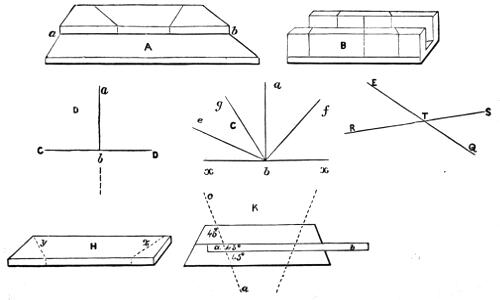 a A b
B
D a
C b D
g a f
e C
x b x
E
T S
R
Q
y H x
o K
45°
a 45° b
45°
a